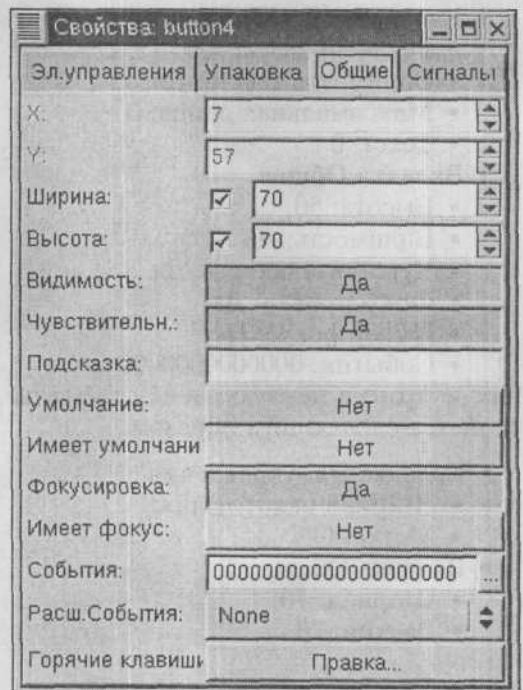 Свойства: button4
Эл.управления Упаковка Общие Сигналы
X: 7
Y: 57
Ширина: 70
Высота: 70
Видимость: Да
Чувствительн.: Да
Подсказка:
Умолчание: Нет
Имеет умолчани Нет
Фокусировка: Да
Имеет фокус: Нет
События: 000000000000000000000 ...
Расш.События: None
Горячие клавиши Правка...